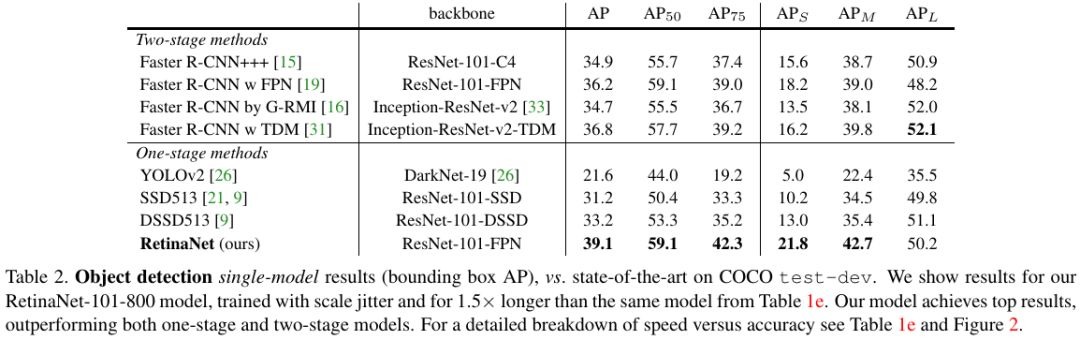 backbone AP AP50 AP75 APS APM APL
Two-stage methods
Faster R-CNN+++ [15] ResNet-101-C4 34.9 55.7 37.4 15.6 38.7 50.9
Faster R-CNN w FPN [19] ResNet-101-FPN 36.2 59.1 39.0 18.2 39.0 48.2
Faster R-CNN by G-RMI [16] Inception-ResNet-v2 [33] 34.7 55.5 36.7 13.5 38.1 52.0
Faster R-CNN w TDM [31] Inception-ResNet-v2-TDM 36.8 57.7 39.2 16.2 39.8 52.1
One-stage methods
YOLOv2 [26] DarkNet-19 [26] 21.6 44.0 19.2 5.0 22.4 35.5
SSD513 [21, 9] ResNet-101-SSD 31.2 50.4 33.3 10.2 34.5 49.8
DSSD513 [9] ResNet-101-DSSD 33.2 53.3 35.2 13.0 35.4 51.1
RetinaNet (ours) ResNet-101-FPN 39.1 59.1 42.3 21.8 42.7 50.2
Table 2. Object detection single-model results (bounding box AP), vs. state-of-the-art on COCO test-dev. We show results for our
RetinaNet-101-800 model, trained with scale jitter and for 1.5× longer than the same model from Table 1e. Our model achieves top results,
outperforming both one-stage and two-stage models. For a detailed breakdown of speed versus accuracy see Table 1e and Figure 2.